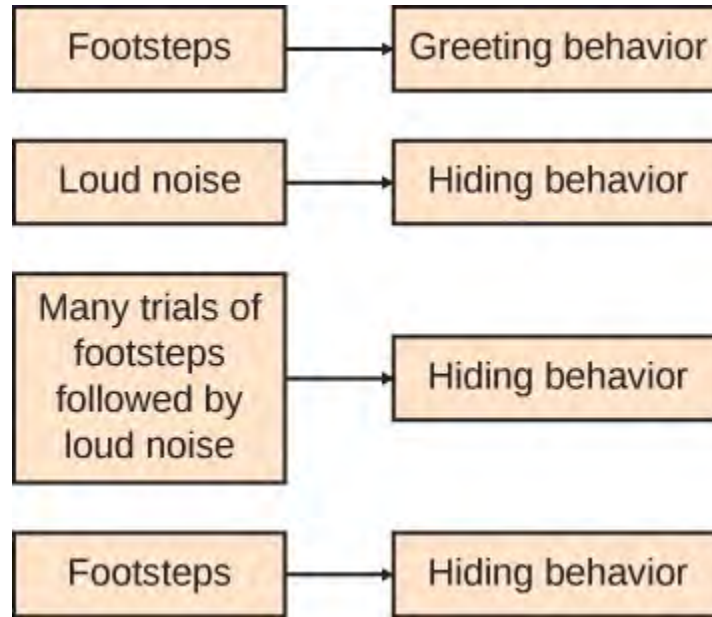 Footsteps
Greeting behavior
Loud noise
Hiding behavior
Many trials of
footsteps
followed by
loud noise
Hiding behavior
Footsteps
Hiding behavior